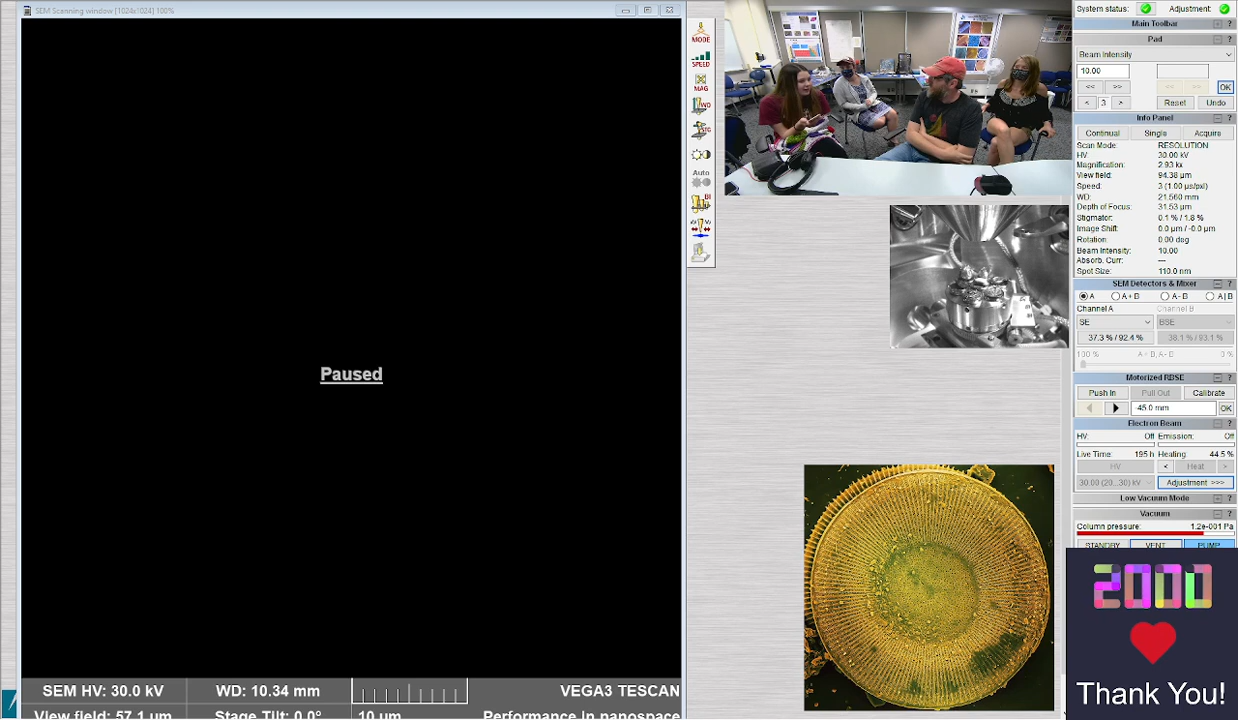 SEM Scanning window [1024x1024] 100%
Paused
SEM HV: 30.0 kV
WD: 10.34 mm
VEGA3 TESCAN
View field: 57.1 µm
Stage Tilt: 0.0°
10 µm
Performance in nanospace
MODE
SPEED
MAG
WD
STG
Auto
System status:
Adjustment:
Main Toolbar
Pad
Beam Intensity
10.00
<< >> << >> OK
< 3 > Reset Undo
Info Panel
Continual Single Acquire
Scan Mode: RESOLUTION
HV: 30.00 kV
Magnification: 2.93 kx
View field: 94.38 µm
Speed: 3 (1.00 µs/pxl)
WD: 21.560 mm
Depth of Focus: 31.53 µm
Stigmator: 0.1 % / 1.8 %
Image Shift: 0.0 µm / -0.0 µm
Rotation: 0.00 deg
Beam Intensity: 10.00
Absorb. Curr: ---
Spot Size: 110.0 nm
SEM Detectors & Mixer
A A+B A-B A|B
Channel A Channel B
SE BSE
37.3 % / 92.4 % 38.1 % / 93.1 %
100 % A+B,A-B 0 %
Motorized RBSE
Push In Pull Out Calibrate
-45.0 mm OK
Electron Beam
HV: Off Emission: Off
Live Time: 195 h Heating: 44.5 %
HV < Heat >
30.00 (20...30) kV Adjustment >>>
Low Vacuum Mode
Vacuum
Column pressure: 1.2e-001 Pa
STANDBY VENT PUMP
2000
Thank You!